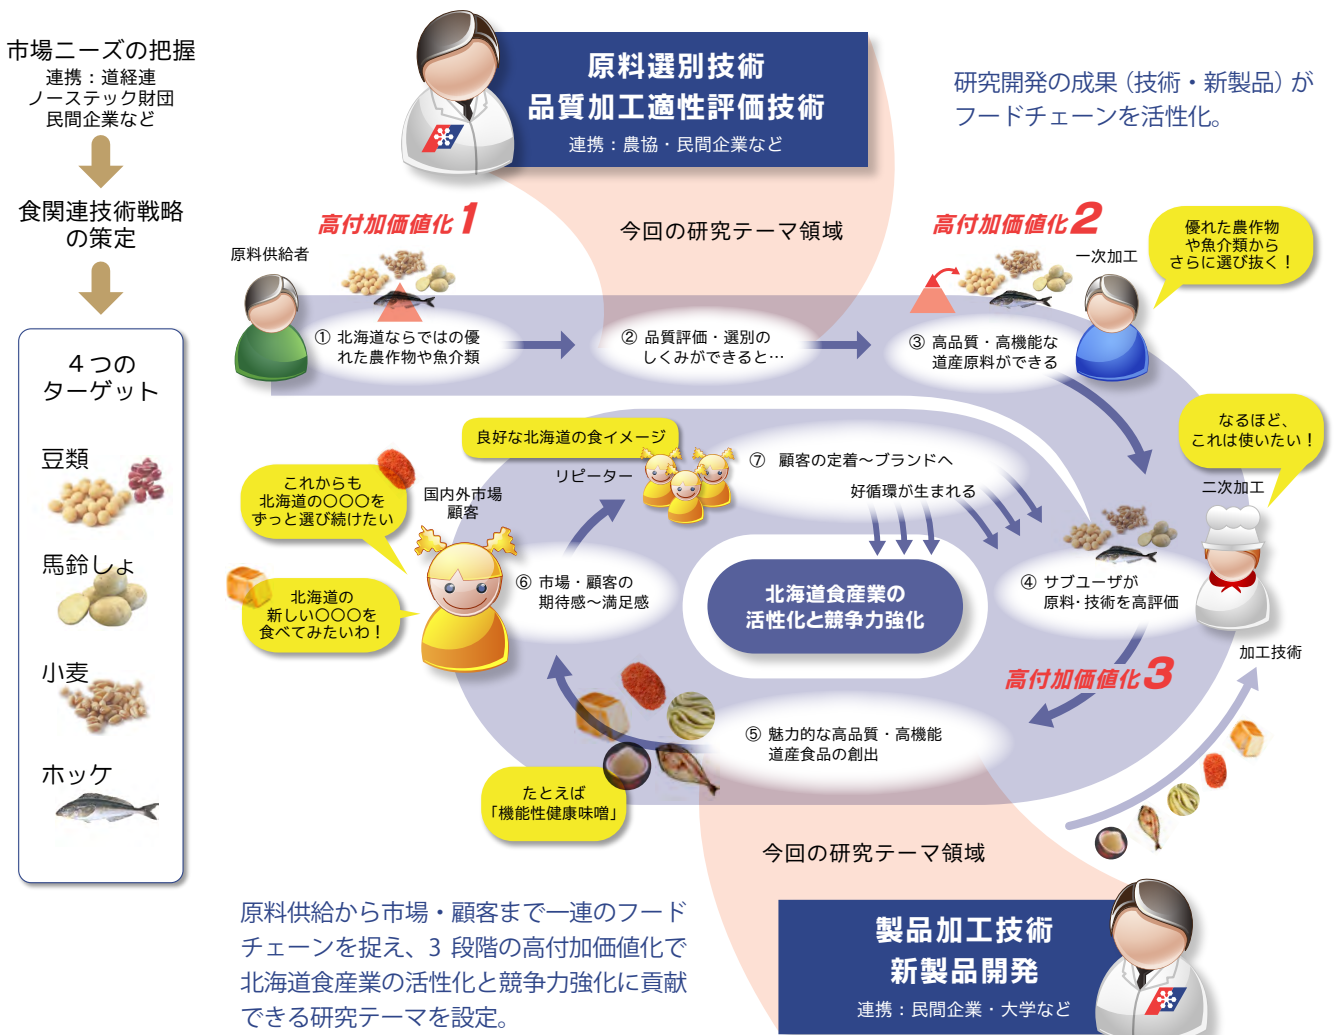 市場ニーズの把握
連携：道経連
ノーステック財団
民間企業など
食関連技術戦略
の策定
４つの
ターゲット
豆類
馬鈴しょ
小麦
ホッケ
原料選別技術
品質加工適性評価技術
連携：農協・民間企業など
研究開発の成果（技術・新製品）が
フードチェーンを活性化。
今回の研究テーマ領域
高付加価値化1
原料供給者
高付加価値化2
一次加工
優れた農作物
や魚介類から
さらに選び抜く！
① 北海道ならではの優
れた農作物や魚介類
② 品質評価・選別の
しくみができると…
③ 高品質・高機能な
道産原料ができる
なるほど、
これは使いたい！
二次加工
良好な北海道の食イメージ
リピーター
⑦ 顧客の定着～ブランドへ
好循環が生まれる
これからも
北海道の〇〇〇を
ずっと選び続けたい
国内外市場
顧客
北海道の
新しい〇〇〇を
食べてみたいわ！
⑥ 市場・顧客の
期待感～満足感
北海道食産業の
活性化と競争力強化
④ サブユーザが
原料・技術を高評価
加工技術
高付加価値化3
⑤ 魅力的な高品質・高機能
道産食品の創出
たとえば
「機能性健康味噌」
今回の研究テーマ領域
原料供給から市場・顧客まで一連のフード
チェーンを捉え、3 段階の高付加価値化で
北海道食産業の活性化と競争力強化に貢献
できる研究テーマを設定。
製品加工技術
新製品開発
連携：民間企業・大学など